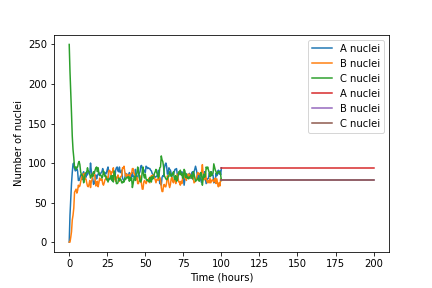 250
200
150
100
50
0
Number of nuclei
0
25
50
75
100
125
150
175
200
Time (hours)
A nuclei
B nuclei
C nuclei
A nuclei
B nuclei
C nuclei